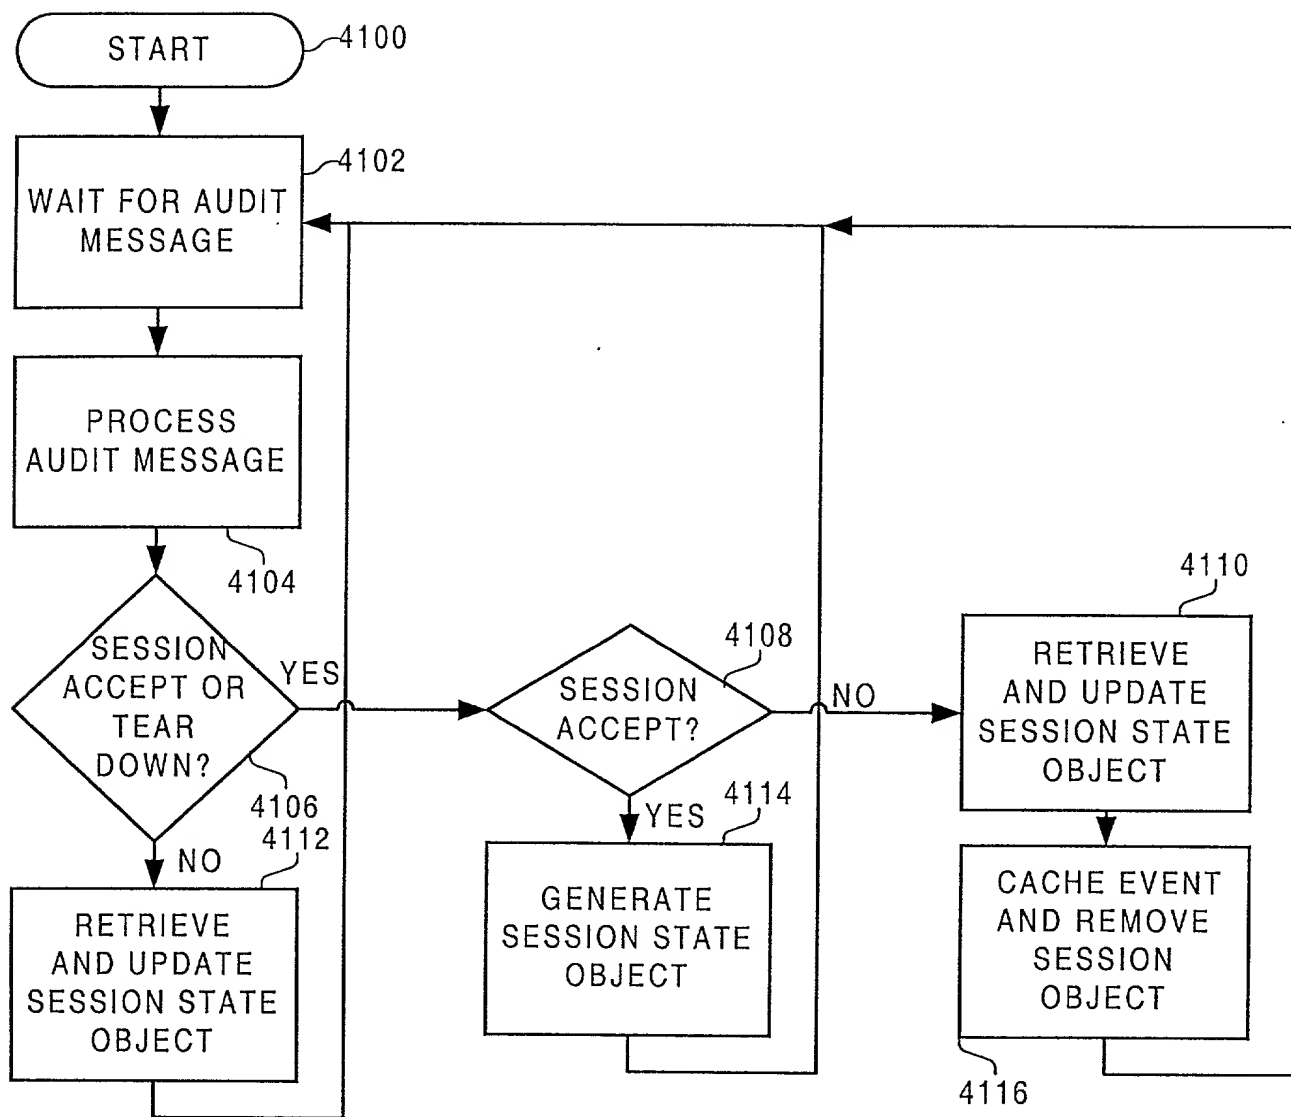 START
4100
WAIT FOR AUDIT
MESSAGE
4102
PROCESS
AUDIT MESSAGE
4104
SESSION
ACCEPT OR
TEAR
DOWN?
YES
4106
NO
4112
RETRIEVE
AND UPDATE
SESSION STATE
OBJECT
SESSION
ACCEPT?
4108
NO
YES
4114
GENERATE
SESSION STATE
OBJECT
4110
RETRIEVE
AND UPDATE
SESSION STATE
OBJECT
CACHE EVENT
AND REMOVE
SESSION
OBJECT
4116